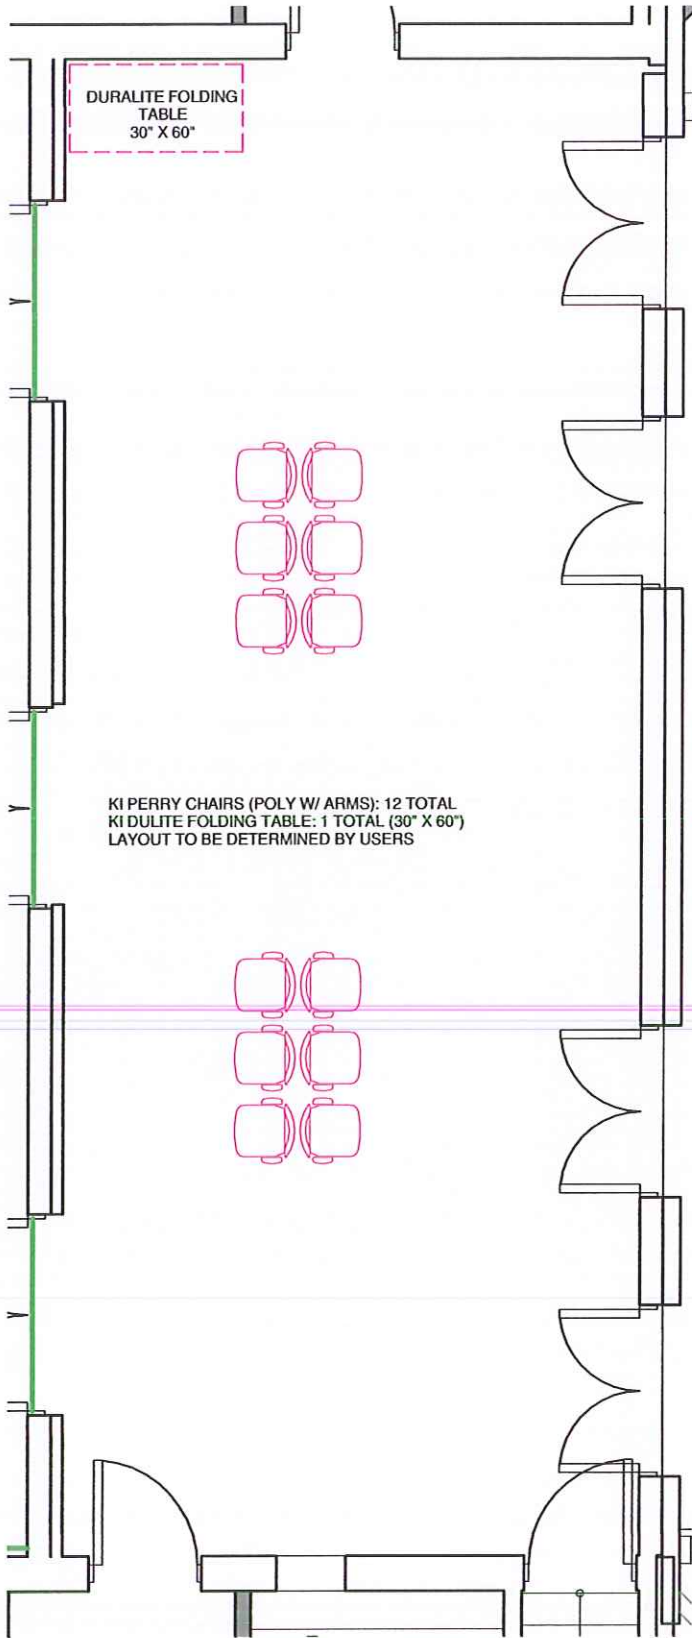 DURALITE FOLDING
TABLE
30" X 60"
KI PERRY CHAIRS (POLY W/ ARMS): 12 TOTAL
KI DULITE FOLDING TABLE: 1 TOTAL (30" X 60")
LAYOUT TO BE DETERMINED BY USERS